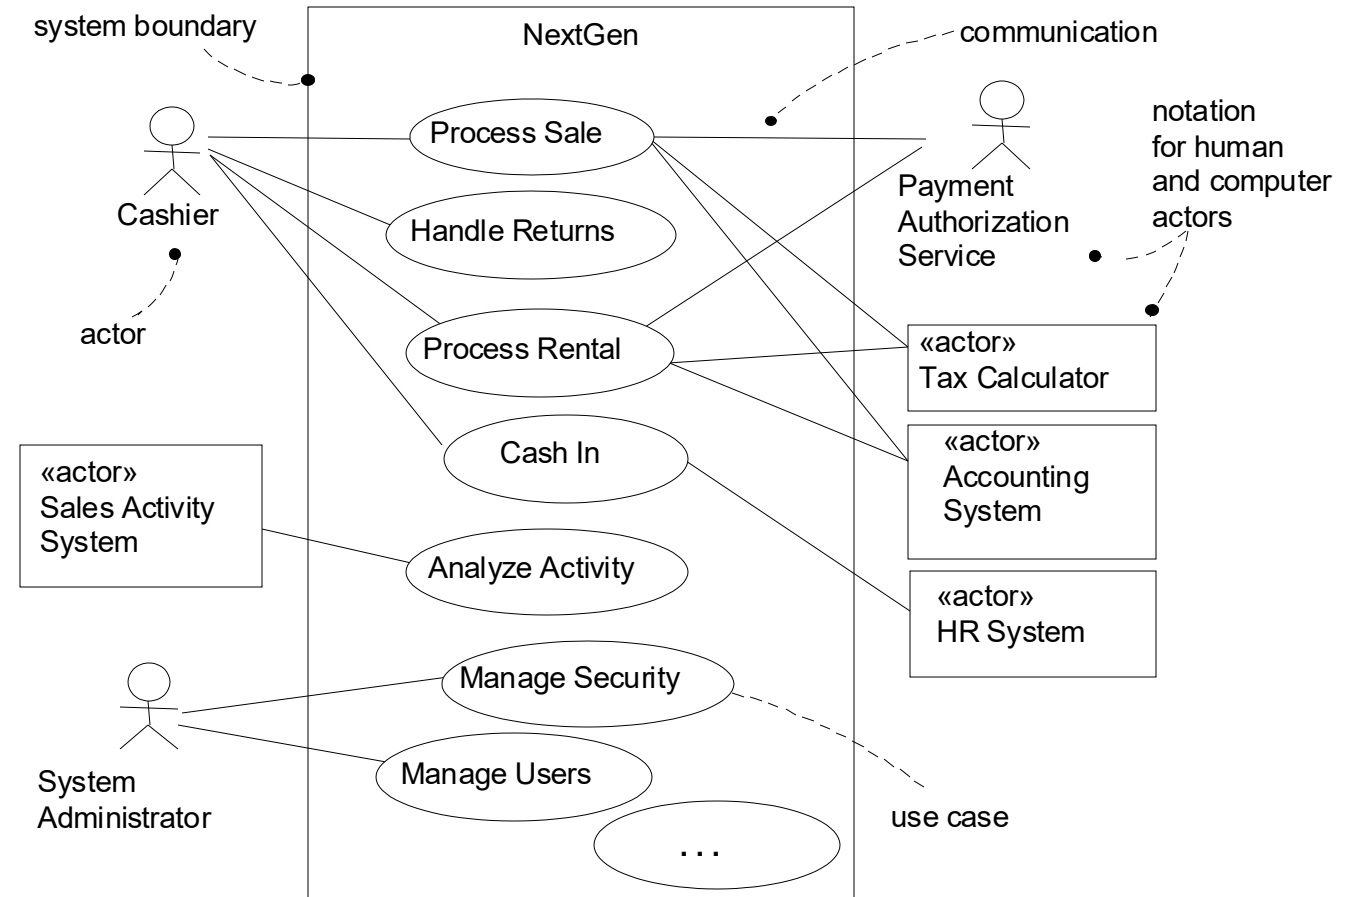 system boundary
NextGen
communication
notation
for human
and computer
actors
Process Sale
Cashier
Payment
Authorization
Service
Handle Returns
actor
Process Rental
«actor»
Tax Calculator
Cash In
«actor»
Accounting
System
«actor»
Sales Activity
System
Analyze Activity
«actor»
HR System
Manage Security
System
Administrator
Manage Users
use case
. . .